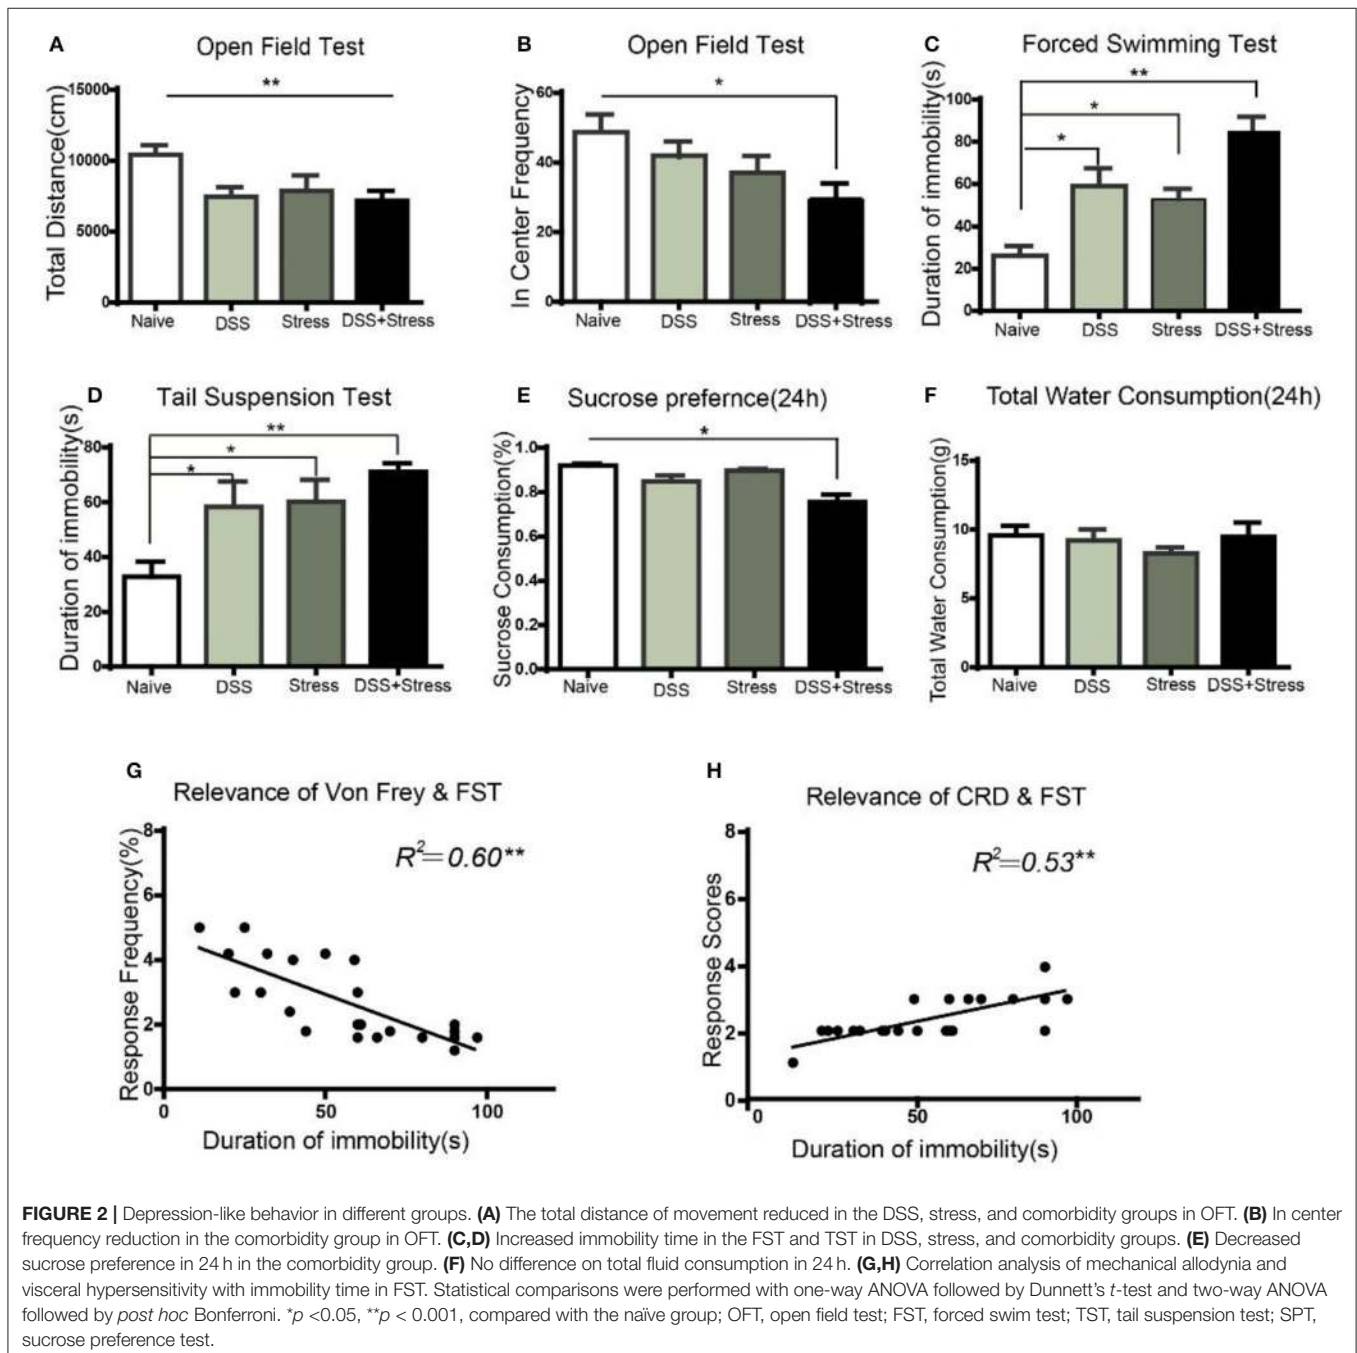 A
Open Field Test
**
Total Distance(cm)
15000
10000
5000
0
Naive DSS Stress DSS+Stress
B
Open Field Test
*
In Center Frequency
60
40
20
0
Naive DSS Stress DSS+Stress
C
Forced Swimming Test
**
*
*
Duration of immobility(s)
100
80
60
40
20
0
Naive DSS Stress DSS+Stress
D
Tail Suspension Test
**
*
*
Duration of immobility(s)
80
60
40
20
0
Naive DSS Stress DSS+Stress
E
Sucrose prefernce(24h)
*
Sucrose Consumption(%)
1.0
0.8
0.6
0.4
0.2
0.0
Naive DSS Stress DSS+Stress
F
Total Water Consumption(24h)
Total Water Consumption(g)
15
10
5
0
Naive DSS Stress DSS+Stress
G
Relevance of Von Frey & FST
R²=0.60**
Response Frequency(%)
8
6
4
2
0
0 50 100
Duration of immobility(s)
H
Relevance of CRD & FST
R²=0.53**
Response Scores
8
6
4
2
0
0 50 100
Duration of immobility(s)
FIGURE 2 | Depression-like behavior in different groups. (A) The total distance of movement reduced in the DSS, stress, and comorbidity groups in OFT. (B) In center
frequency reduction in the comorbidity group in OFT. (C,D) Increased immobility time in the FST and TST in DSS, stress, and comorbidity groups. (E) Decreased
sucrose preference in 24 h in the comorbidity group. (F) No difference on total fluid consumption in 24 h. (G,H) Correlation analysis of mechanical allodynia and
visceral hypersensitivity with immobility time in FST. Statistical comparisons were performed with one-way ANOVA followed by Dunnett's t-test and two-way ANOVA
followed by post hoc Bonferroni. *p <0.05, **p < 0.001, compared with the naïve group; OFT, open field test; FST, forced swim test; TST, tail suspension test; SPT,
sucrose preference test.